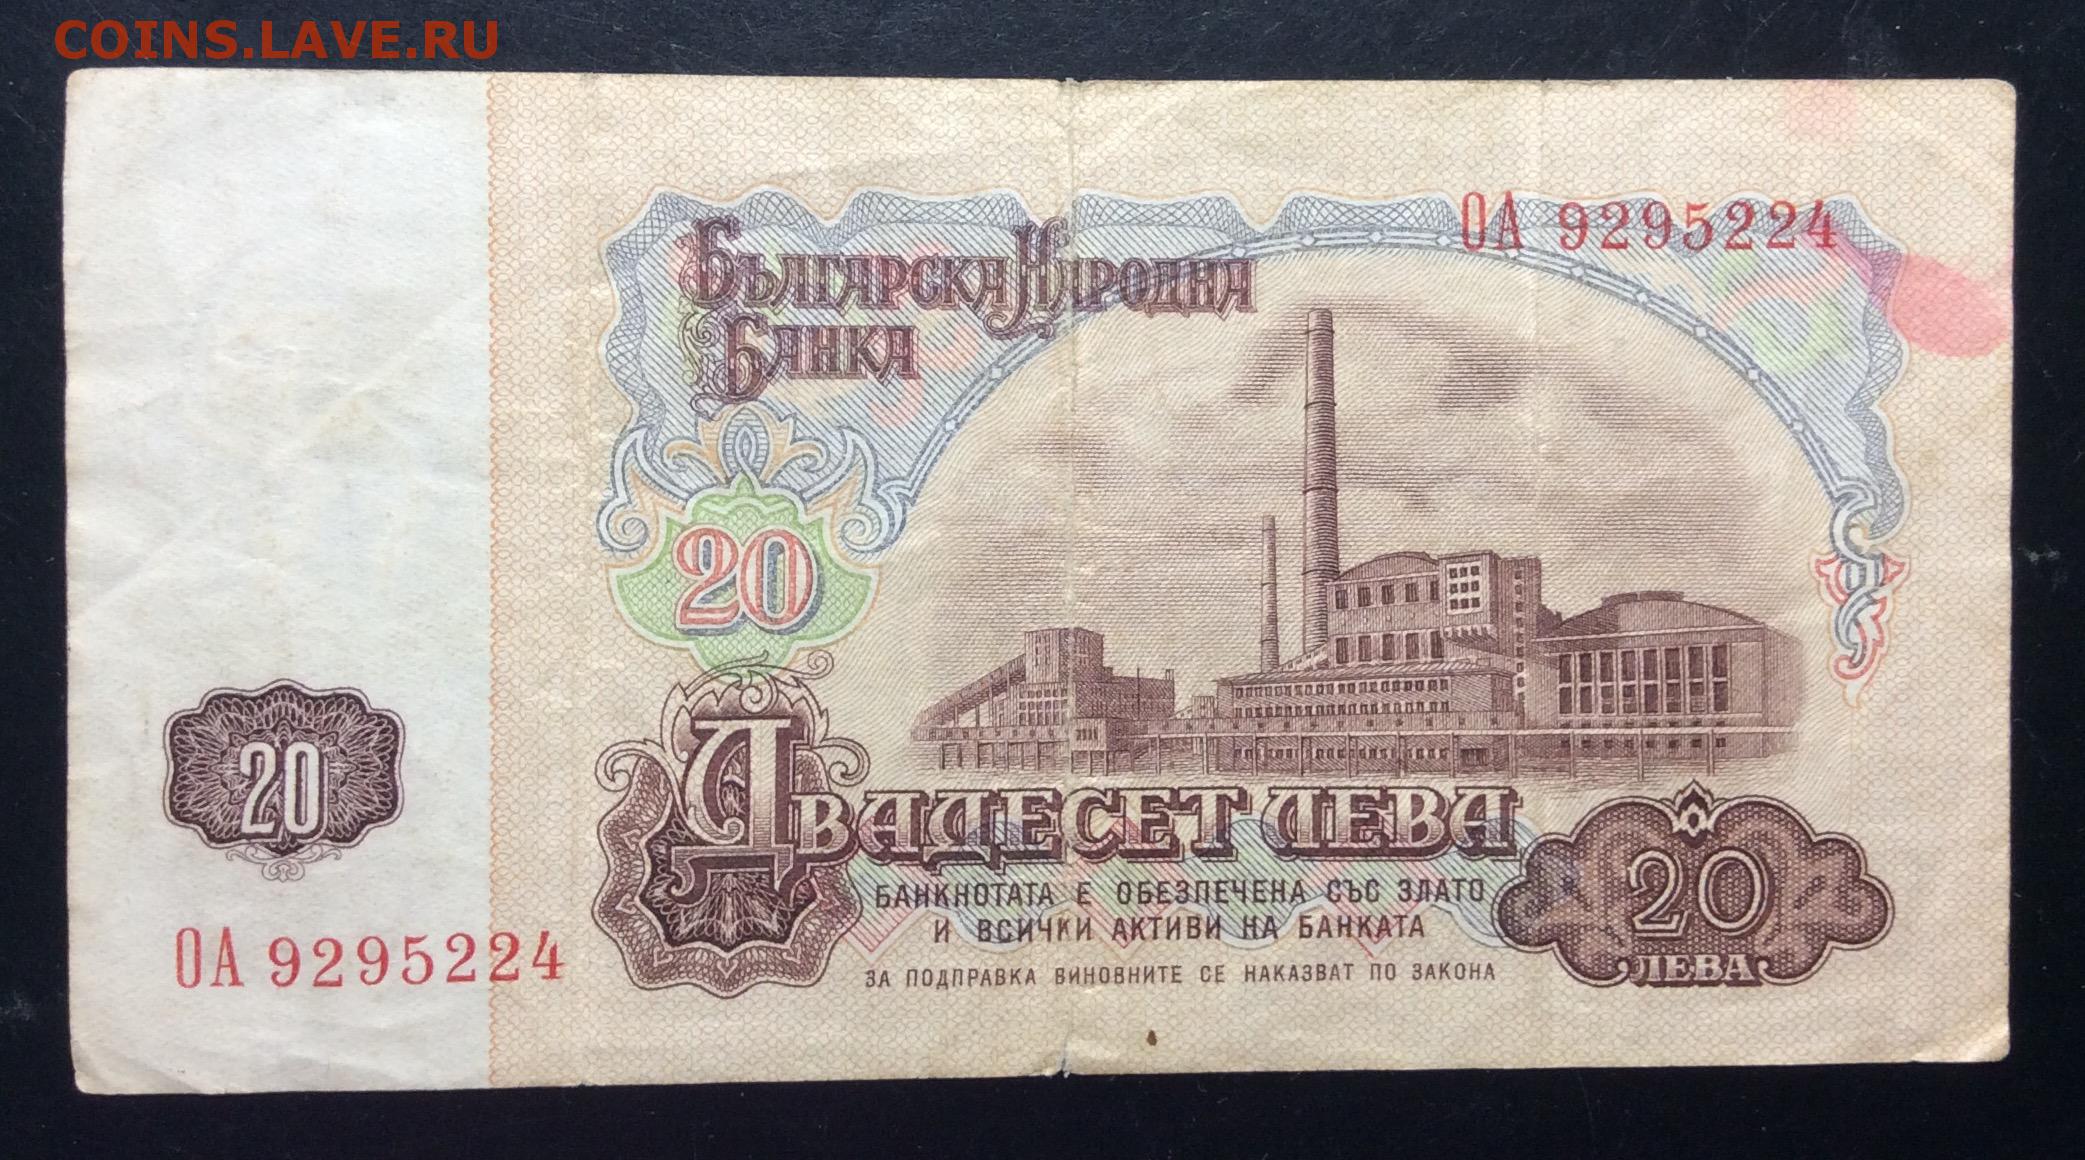 COINS.LAVE.RU
ОА 9295224
Българска Народна
Банка
20
Двадесет лева
20
БАНКНОТАТА Е ОБЕЗПЕЧЕНА СЪС ЗЛАТО
И ВСИЧКИ АКТИВИ НА БАНКАТА
20
ЛЕВА
ОА 9295224
ЗА ПОДПРАВКА ВИНОВНИТЕ СЕ НАКАЗВАТ ПО ЗАКОНА